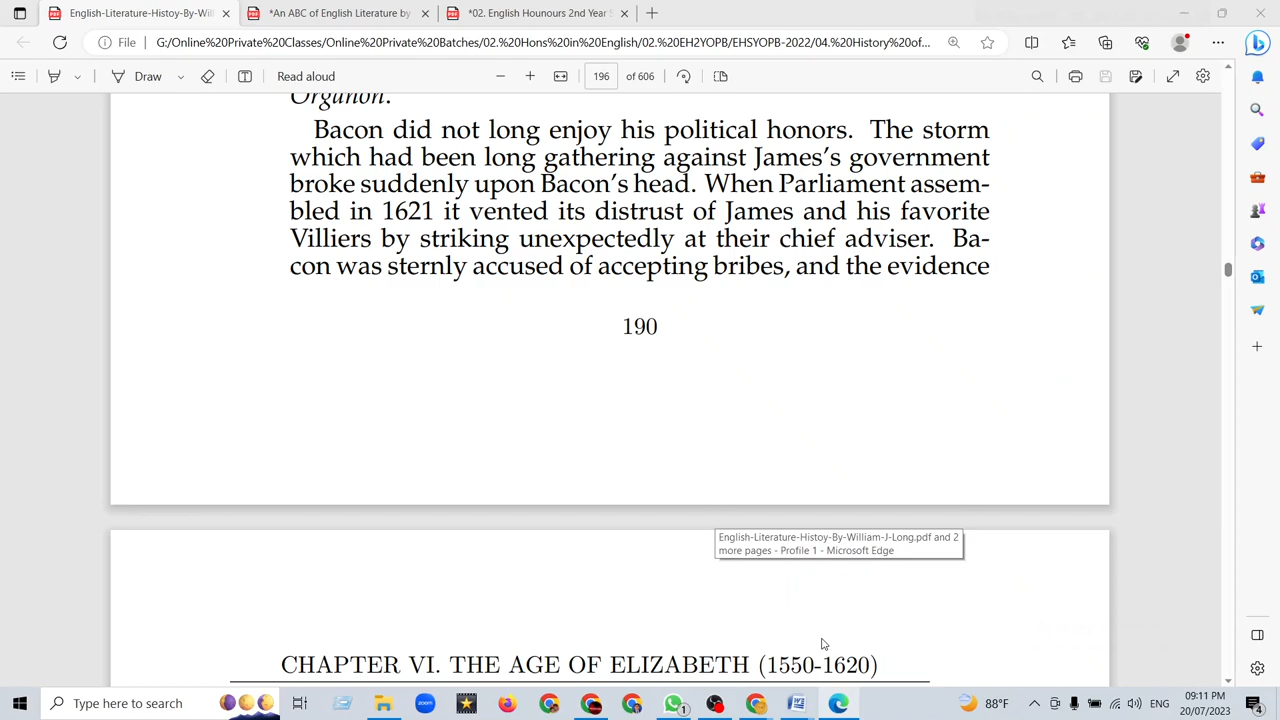 English-Literature-Histoy-By-Wil
*An ABC of English Literature by
*02. English Hounours 2nd Year S
File
G:/Online%20Private%20Classes/Online%20Private%20Batches/02.%20Hons%20in%20English/02.%20EH2YOPB/EHSYOPB-2022/04.%20History%20of...
Draw
Read aloud
196
of 606
Organon.
Bacon did not long enjoy his political honors. The storm
which had been long gathering against James's government
broke suddenly upon Bacon's head. When Parliament assem-
bled in 1621 it vented its distrust of James and his favorite
Villiers by striking unexpectedly at their chief adviser. Ba-
con was sternly accused of accepting bribes, and the evidence
190
English-Literature-Histoy-By-William-J-Long.pdf and 2
more pages - Profile 1 - Microsoft Edge
CHAPTER VI. THE AGE OF ELIZABETH (1550-1620)
Type here to search
zoom
1
88°F
ENG
09:11 PM
20/07/2023
4